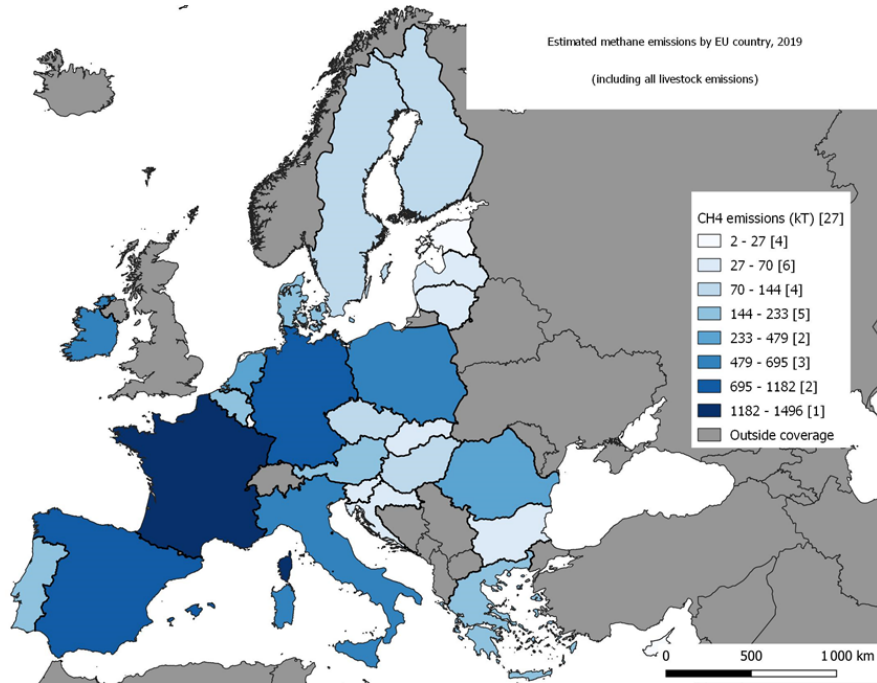 Estimated methane emissions by EU country, 2019
(including all livestock emissions)
CH4 emissions (kT) [27]
2 - 27 [4]
27 - 70 [6]
70 - 144 [4]
144 - 233 [5]
233 - 479 [2]
479 - 695 [3]
695 - 1182 [2]
1182 - 1496 [1]
Outside coverage
0 500 1 000 km